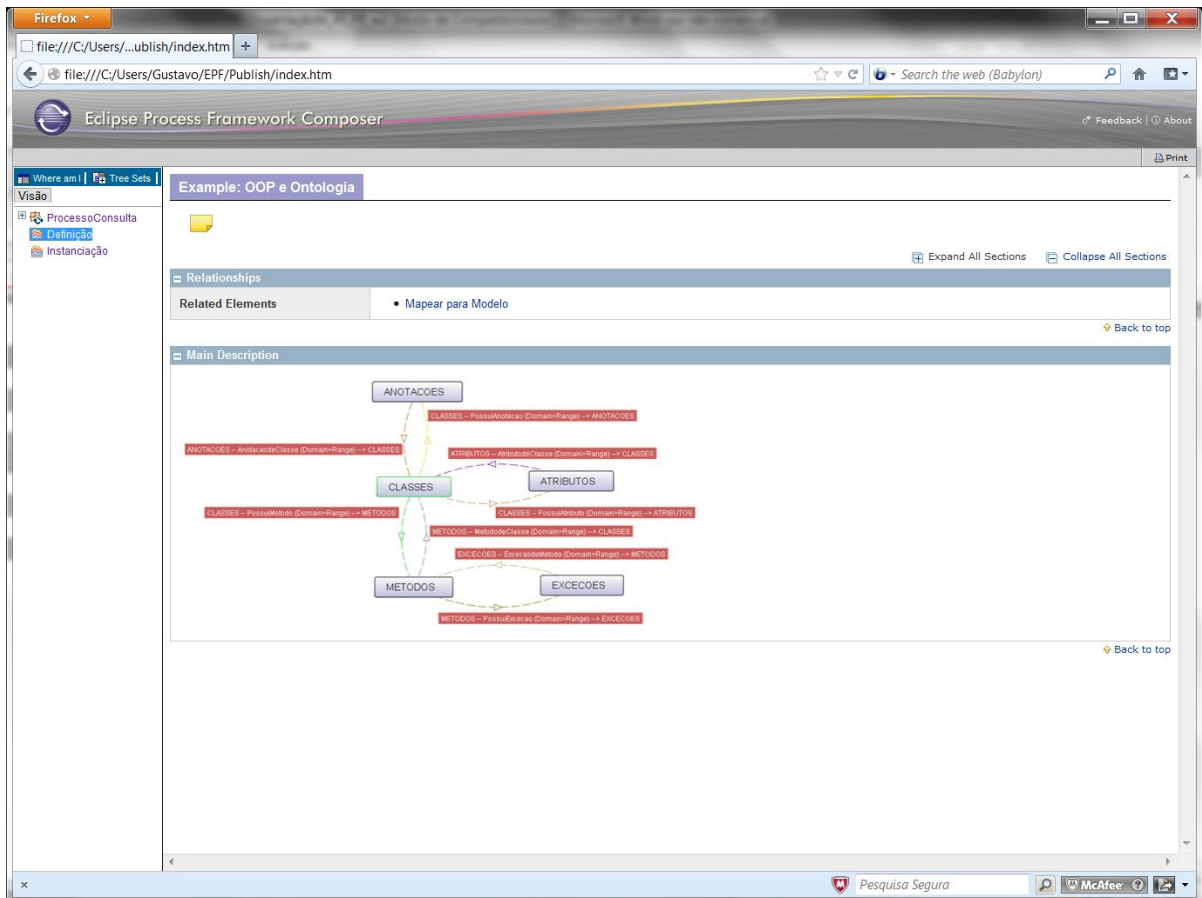 Firefox
file:///C:/Users/...ublish/index.htm +
file:///C:/Users/Gustavo/EPF/Publish/index.htm
Search the web (Babylon)
Eclipse Process Framework Composer
Feedback | About
Print
Where am I Tree Sets
Visão
ProcessoConsulta
Definição
Instanciação
Example: OOP e Ontologia
Expand All Sections Collapse All Sections
Relationships
Related Elements
• Mapear para Modelo
Back to top
Main Description
ANOTACOES
CLASSES -- PossuiAnotacao (Domain>Range) --> ANOTACOES
ANOTACOES -- AnotacaodeClasse (Domain>Range) --> CLASSES
ATRIBUTOS -- AtributodeClasse (Domain>Range) --> CLASSES
CLASSES
ATRIBUTOS
CLASSES -- PossuiMetodo (Domain>Range) --> METODOS
CLASSES -- PossuiAtributo (Domain>Range) --> ATRIBUTOS
METODOS -- MetododeClasse (Domain>Range) --> CLASSES
EXCECOES -- ExcecaodeMetodo (Domain>Range) --> METODOS
METODOS
EXCECOES
METODOS -- PossuiExcecao (Domain>Range) --> EXCECOES
Back to top
× Pesquisa Segura McAfee